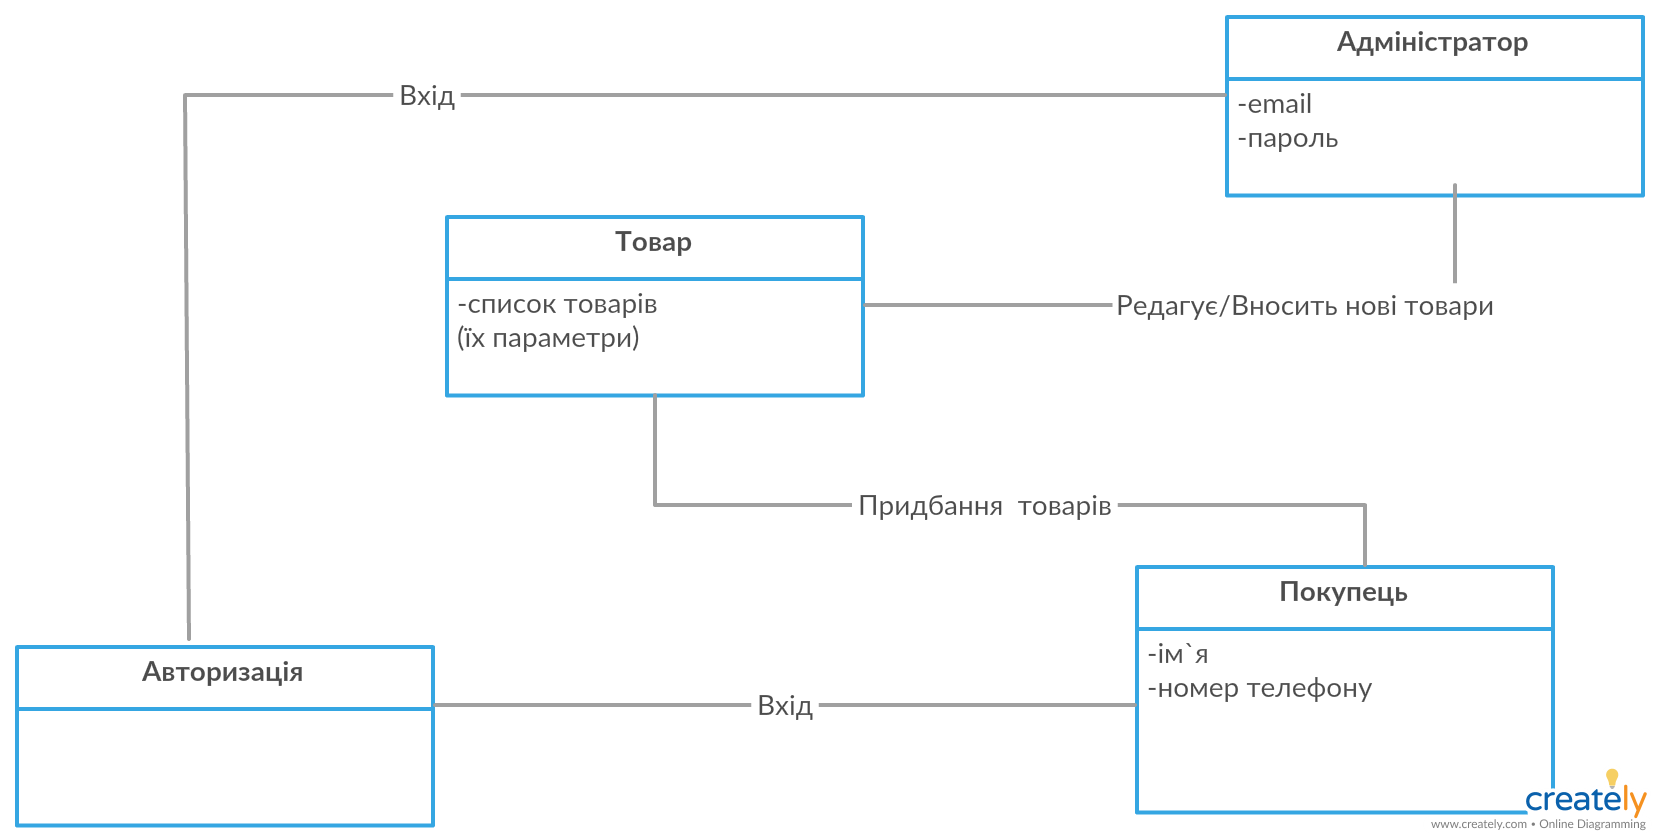 Адміністратор
-email
-пароль
Вхід
Товар
-список товарів
(їх параметри)
Редагує/Вносить нові товари
Придбання  товарів
Покупець
-ім`я
-номер телефону
Авторизація
Вхід
creately
www.creately.com • Online Diagramming